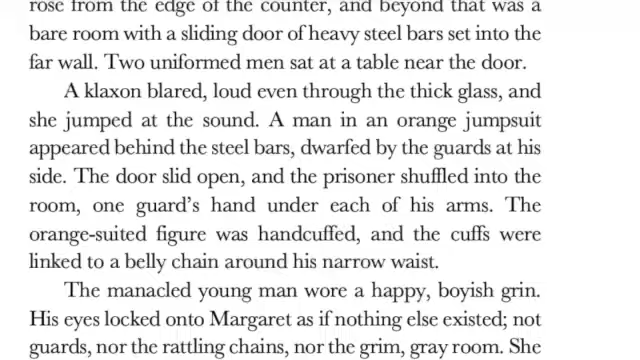 rose from the edge of the counter, and beyond that was a
bare room with a sliding door of heavy steel bars set into the
far wall. Two uniformed men sat at a table near the door.
A klaxon blared, loud even through the thick glass, and
she jumped at the sound. A man in an orange jumpsuit
appeared behind the steel bars, dwarfed by the guards at his
side. The door slid open, and the prisoner shuffled into the
room, one guard’s hand under each of his arms. The
orange-suited figure was handcuffed, and the cuffs were
linked to a belly chain around his narrow waist.
The manacled young man wore a happy, boyish grin.
His eyes locked onto Margaret as if nothing else existed; not
guards, nor the rattling chains, nor the grim, gray room. She